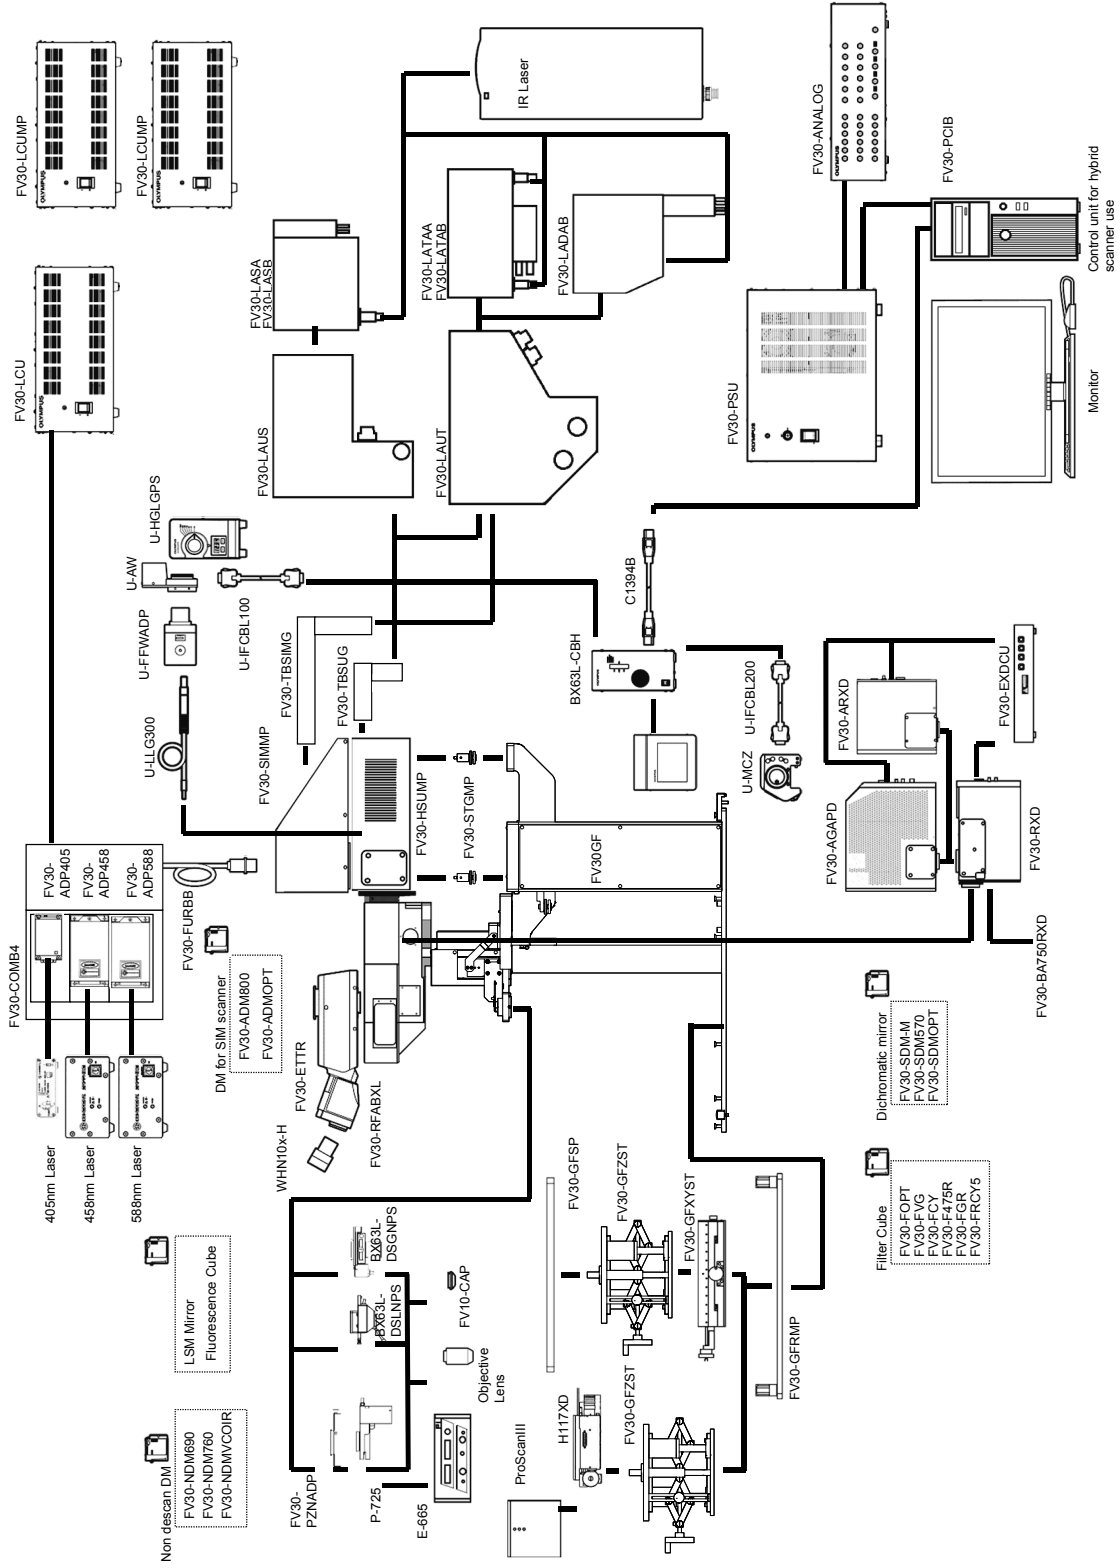 FV30-LCUMP
FV30-LCUMP
OLYMPUS
OLYMPUS
FV30-LCU
OLYMPUS
IR Laser
FV30-LASA
FV30-LASB
FV30-LATAA
FV30-LATAB
FV30-LADAB
FV30-ANALOG
FV30-PCIB
Control unit for hybrid
scanner use
FV30-LAUS
FV30-LAUT
FV30-PSU
OLYMPUS
Monitor
U-HGLGPS
U-AW
U-FFWADP
U-IFCBL100
U-LLG300
FV30-TBSIMG
FV30-TBSUG
FV30-SIMMP
C1394B
BX63L-CBH
U-IFCBL200
U-MCZ
FV30-HSUMP
FV30-STGMP
FV30GF
FV30-EXDCU
FV30-ARXD
FV30-AGAPD
FV30-RXD
FV30-BA750RXD
FV30-COMB4
FV30-
ADP405
FV30-
ADP458
FV30-
ADP588
FV30-FURBB
DM for SIM scanner
FV30-ADM800
FV30-ADMOPT
FV30-ETTR
FV30-RFABXL
WHN10x-H
405nm Laser
458nm Laser
588nm Laser
LSM Mirror
Fluorescence Cube
Non descan DM
FV30-NDM690
FV30-NDM760
FV30-NDMVCOIR
Dichromatic mirror
FV30-SDM-M
FV30-SDM570
FV30-SDMOPT
Filter Cube
FV30-FOPT
FV30-FVG
FV30-FCY
FV30-F475R
FV30-FGR
FV30-FRCY5
BX63L-
DSGNPS
BX63L-
DSLNPS
FV10-CAP
Objective
Lens
FV30-
PZNADP
P-725
E-665
FV30-GFSP
FV30-GFZST
FV30-GFXYST
FV30-GFRMP
ProScanIII
H117XD
FV30-GFZST